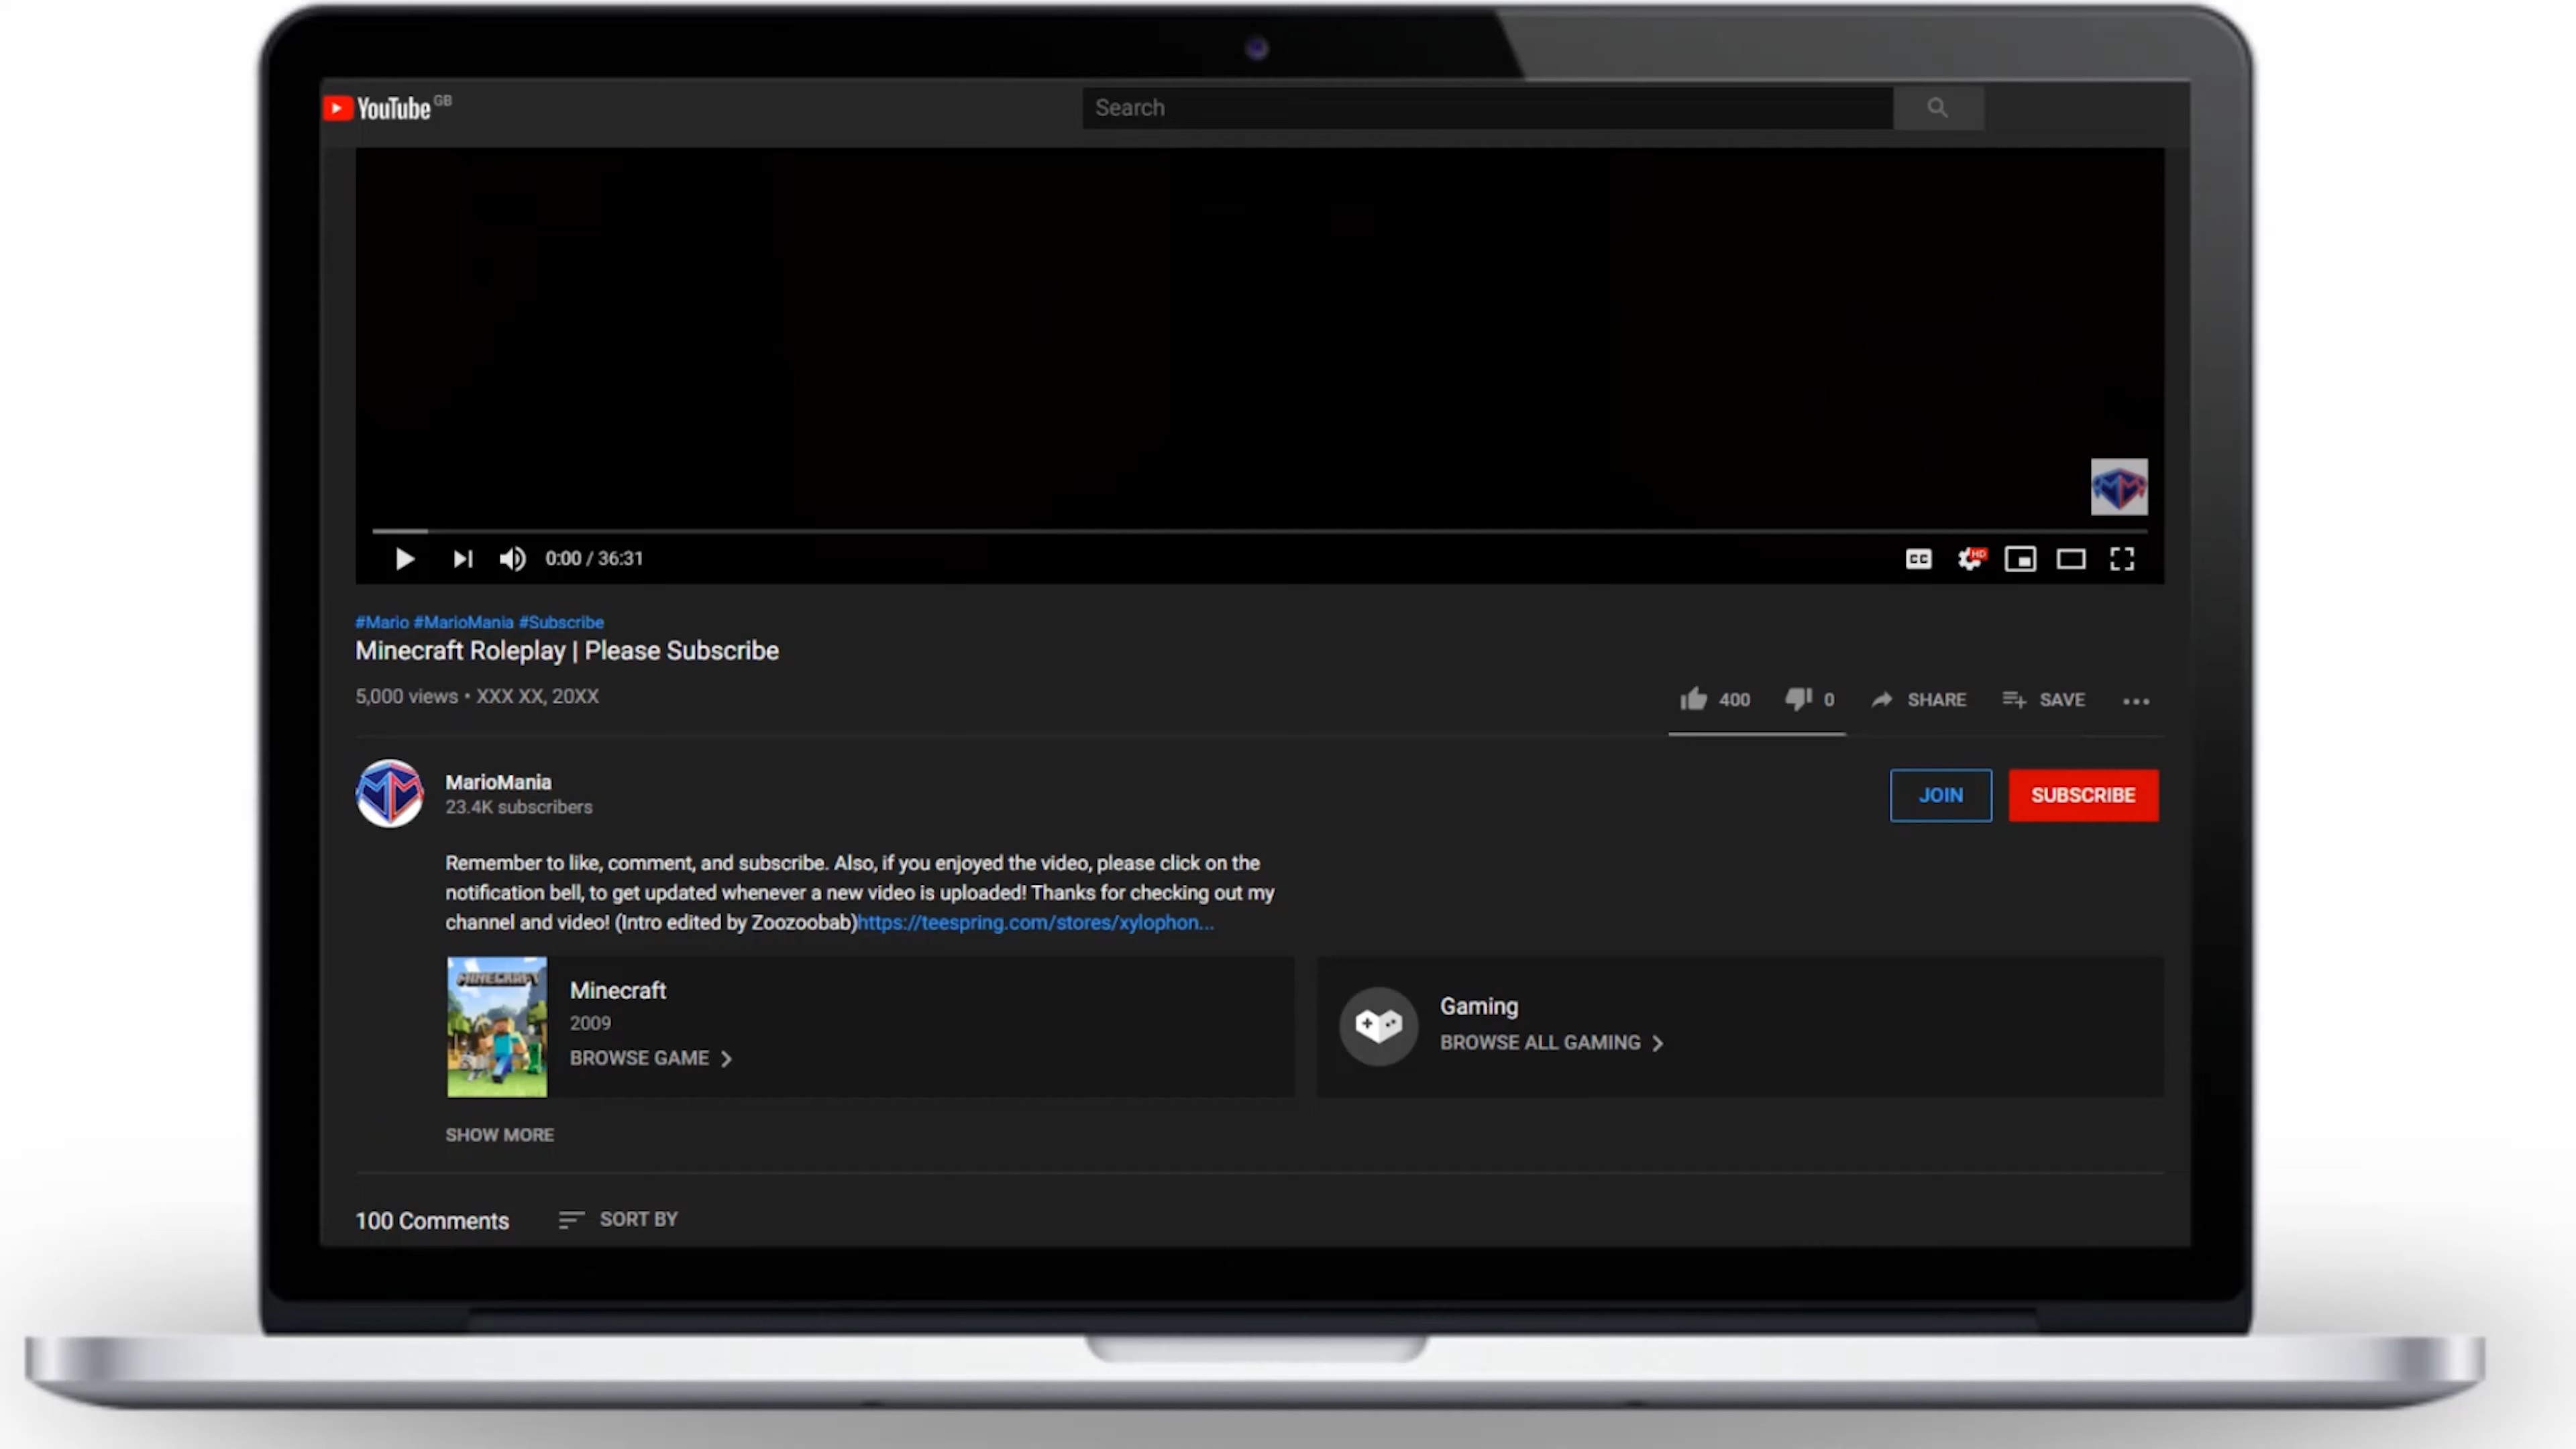 YouTube GB
Search
0:00 / 36:31
CC
HD
#Mario #MarioMania #Subscribe
Minecraft Roleplay | Please Subscribe
5,000 views • XXX XX, 20XX
400
0
SHARE
SAVE
MarioMania
23.4K subscribers
JOIN
SUBSCRIBE
Remember to like, comment, and subscribe. Also, if you enjoyed the video, please click on the
notification bell, to get updated whenever a new video is uploaded! Thanks for checking out my
channel and video! (Intro edited by Zoozoobab)https://teespring.com/stores/xylophon...
MINECRAFT
Minecraft
2009
BROWSE GAME
Gaming
BROWSE ALL GAMING
SHOW MORE
100 Comments
SORT BY